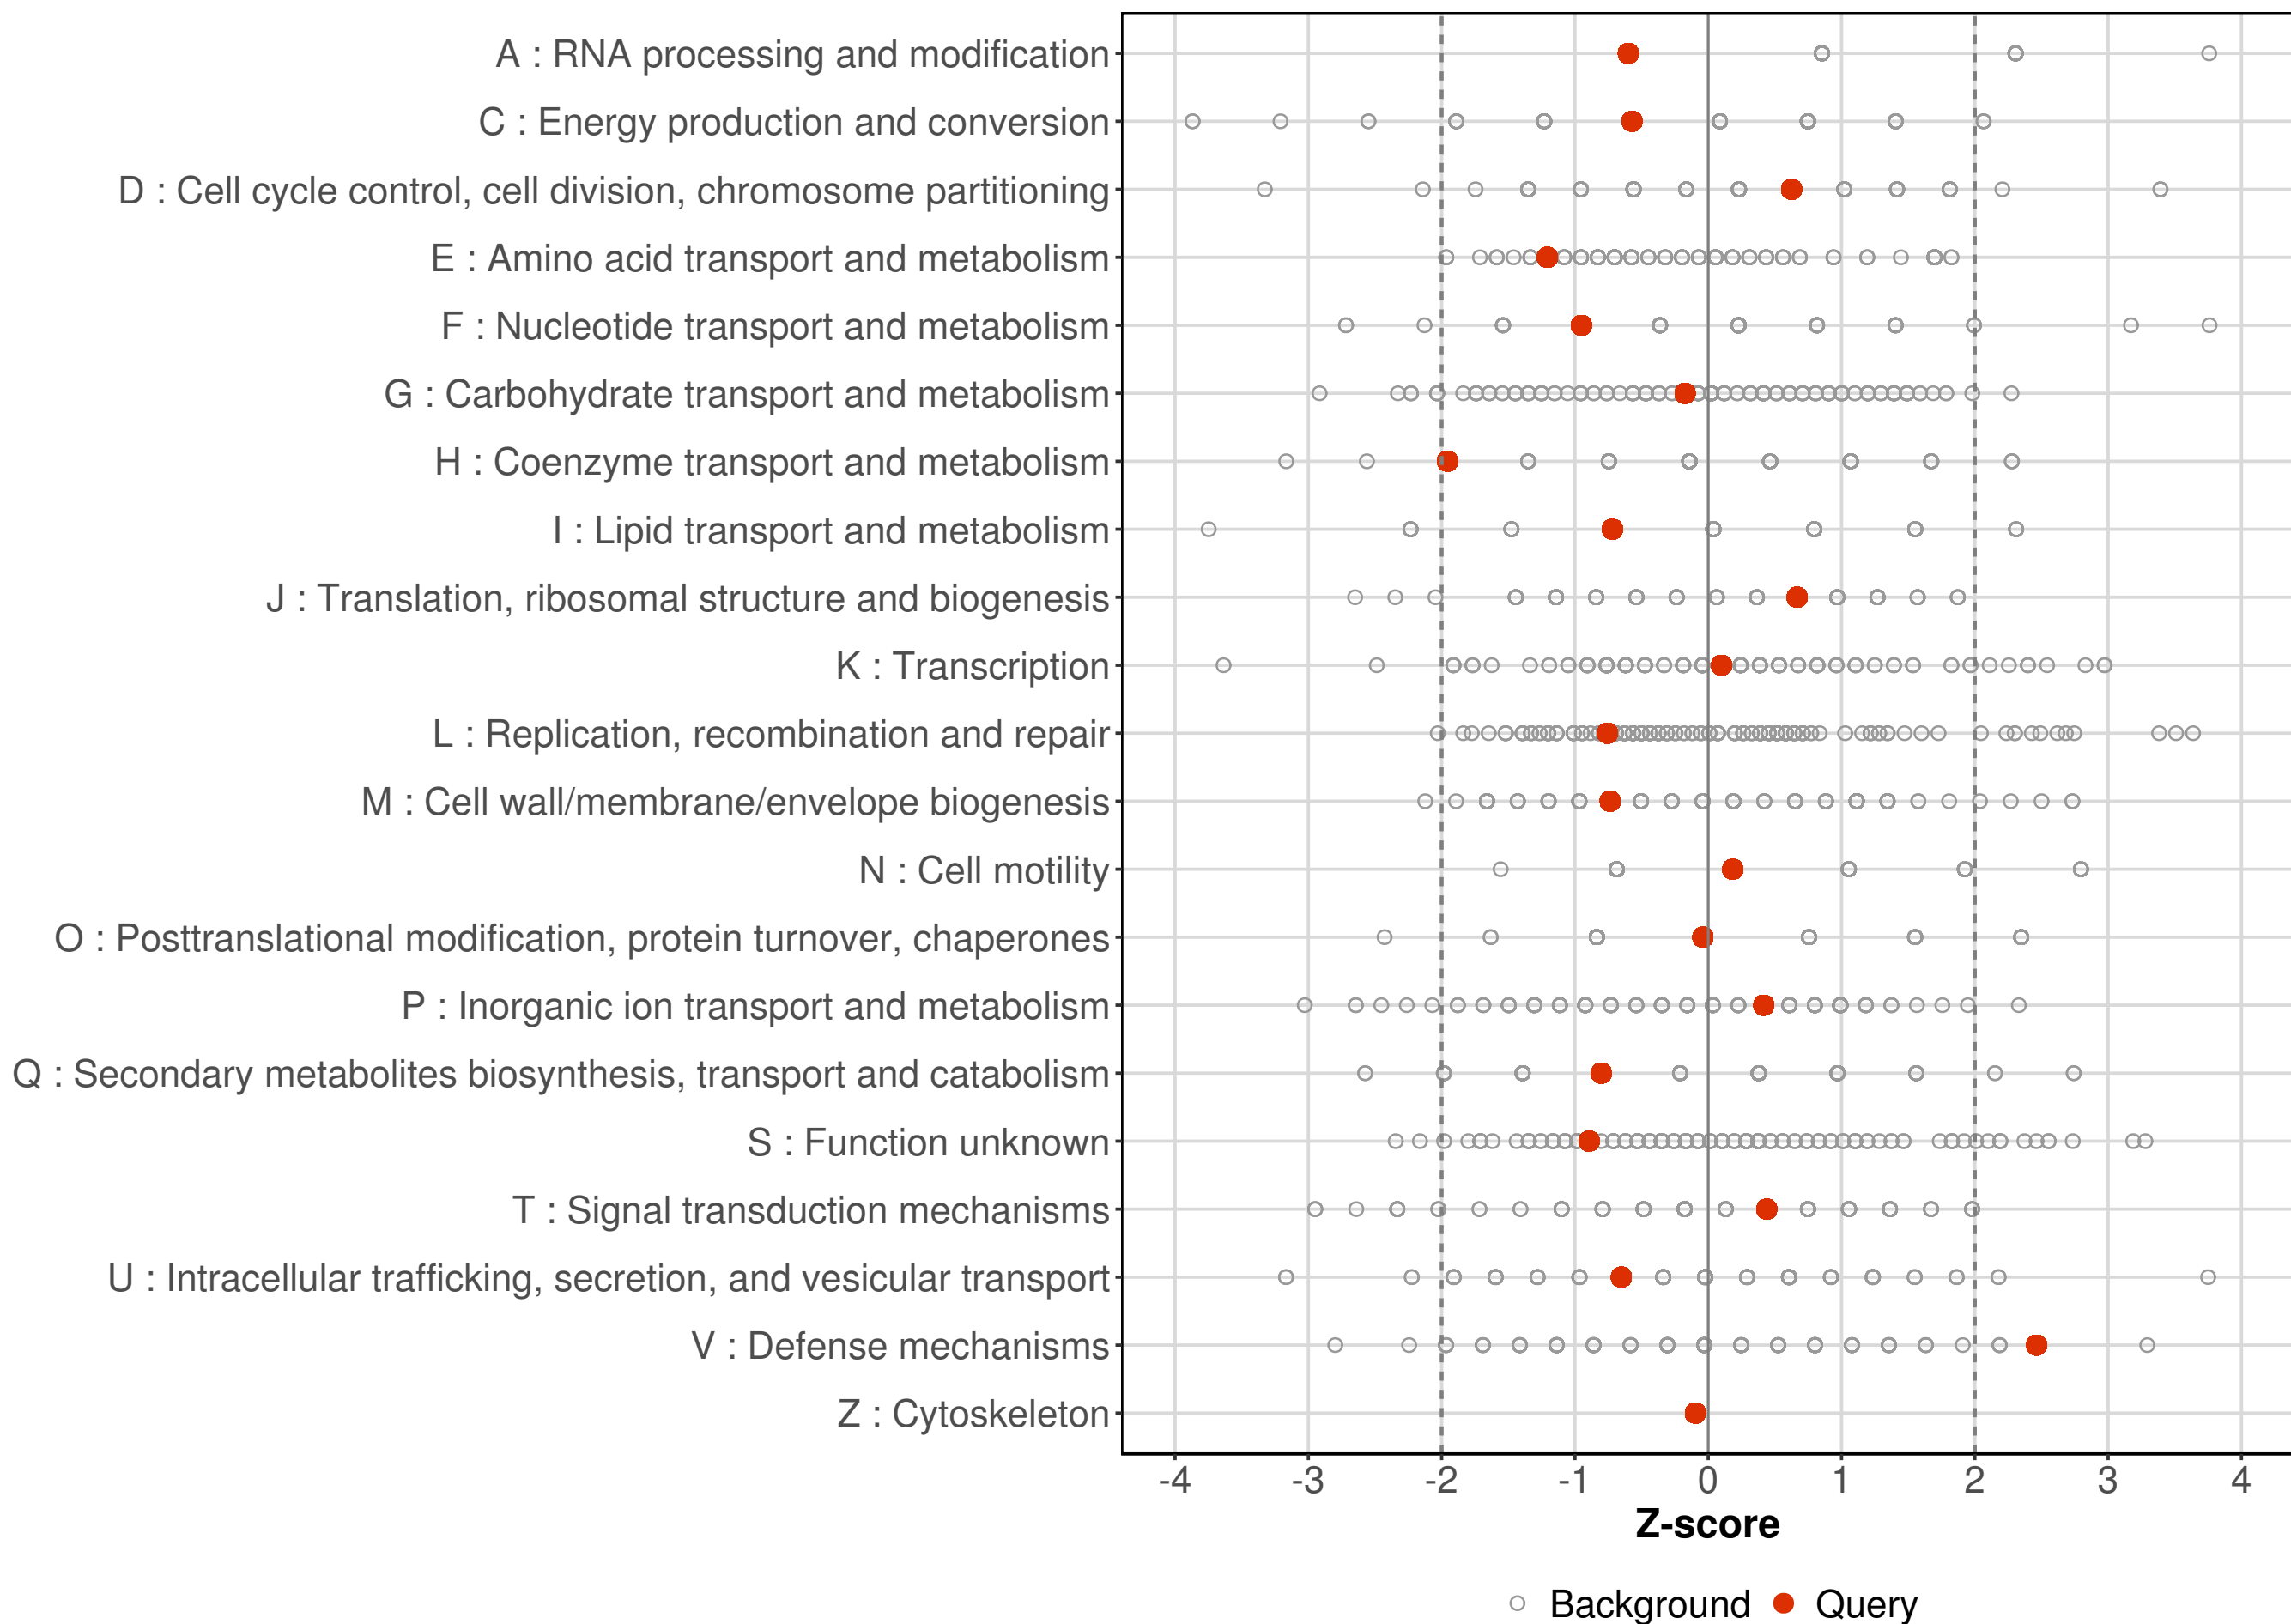 A : RNA processing and modification
C : Energy production and conversion
D : Cell cycle control, cell division, chromosome partitioning
E : Amino acid transport and metabolism
F : Nucleotide transport and metabolism
G : Carbohydrate transport and metabolism
H : Coenzyme transport and metabolism
I : Lipid transport and metabolism
J : Translation, ribosomal structure and biogenesis
K : Transcription
L : Replication, recombination and repair
M : Cell wall/membrane/envelope biogenesis
N : Cell motility
O : Posttranslational modification, protein turnover, chaperones
P : Inorganic ion transport and metabolism
Q : Secondary metabolites biosynthesis, transport and catabolism
S : Function unknown
T : Signal transduction mechanisms
U : Intracellular trafficking, secretion, and vesicular transport
V : Defense mechanisms
Z : Cytoskeleton
-4 -3 -2 -1 0 1 2 3 4
Z-score
Background Query